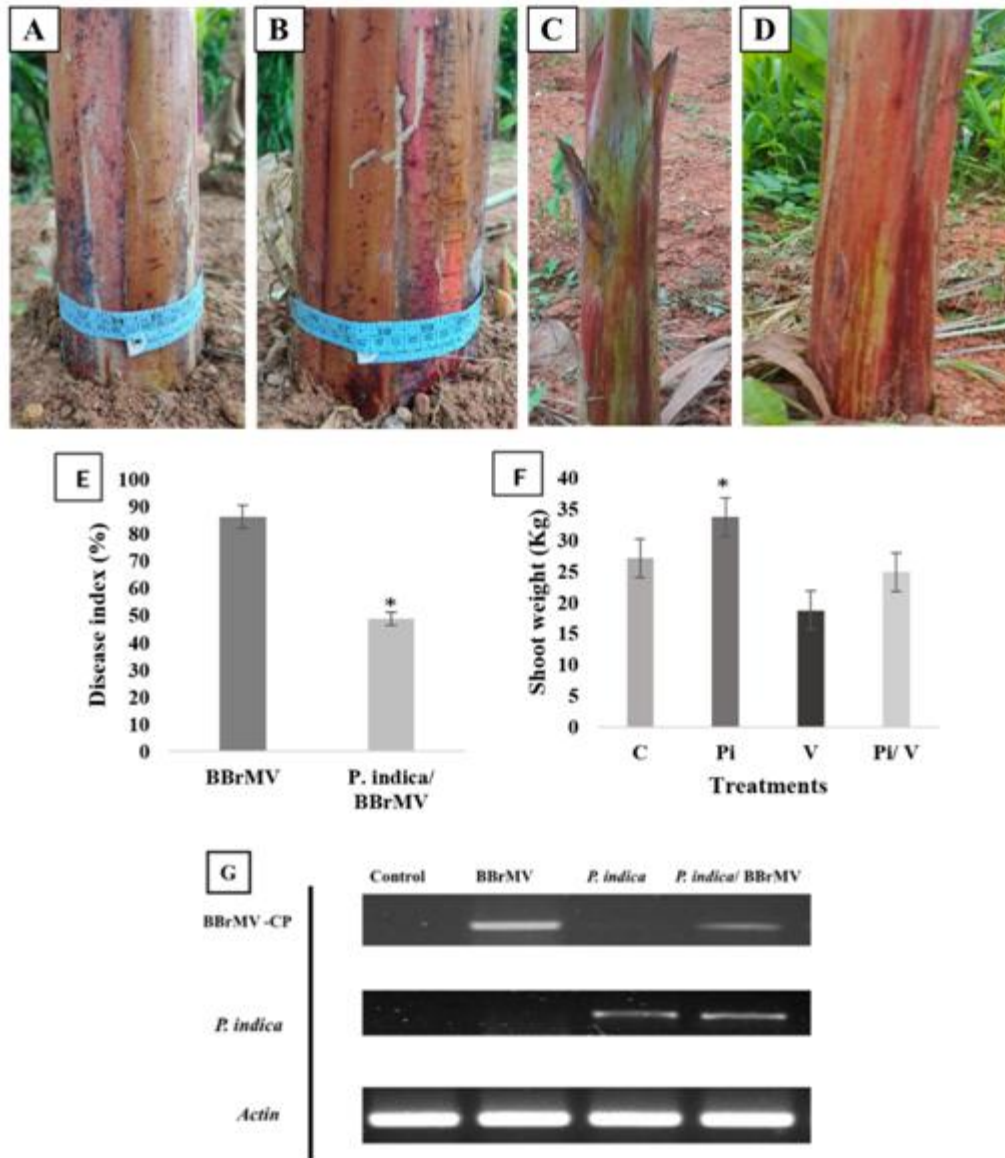 A
B
C
D
E
100
90
80
70
60
50
40
30
20
10
0
Disease index (%)
*
BBrMV
P. indica/
BBrMV
F
40
35
30
25
20
15
10
5
0
Shoot weight (Kg)
*
C
Pi
V
Pi/ V
Treatments
G
Control
BBrMV
P. indica
P. indica/ BBrMV
BBrMV -CP
P. indica
Actin